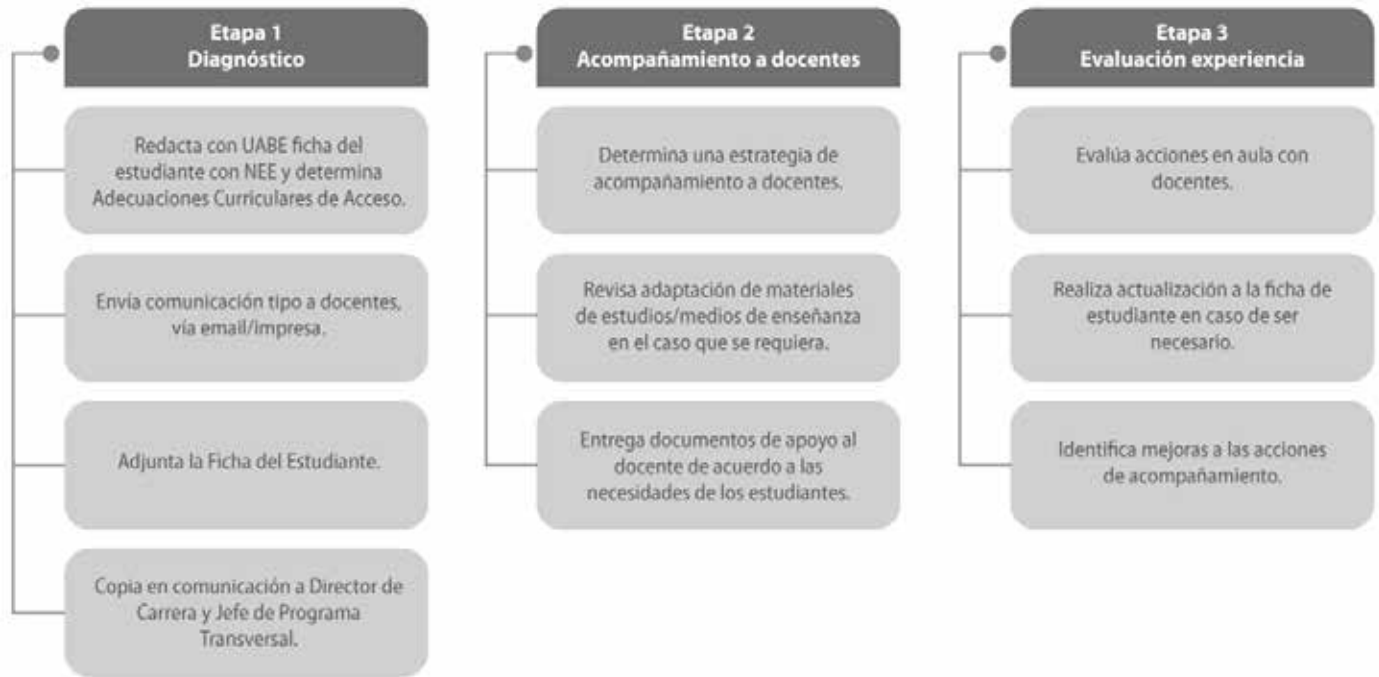 Etapa 1
Diagnóstico
Redacta con UABE ficha del
estudiante con NEE y determina
Adecuaciones Curriculares de Acceso.
Envía comunicación tipo a docentes,
vía email/impresa.
Adjunta la Ficha del Estudiante.
Copia en comunicación a Director de
Carrera y Jefe de Programa
Transversal.
Etapa 2
Acompañamiento a docentes
Determina una estrategia de
acompañamiento a docentes.
Revisa adaptación de materiales
de estudios/medios de enseñanza
en el caso que se requiera.
Entrega documentos de apoyo al
docente de acuerdo a las
necesidades de los estudiantes.
Etapa 3
Evaluación experiencia
Evalúa acciones en aula con
docentes.
Realiza actualización a la ficha de
estudiante en caso de ser
necesario.
Identifica mejoras a las acciones
de acompañamiento.